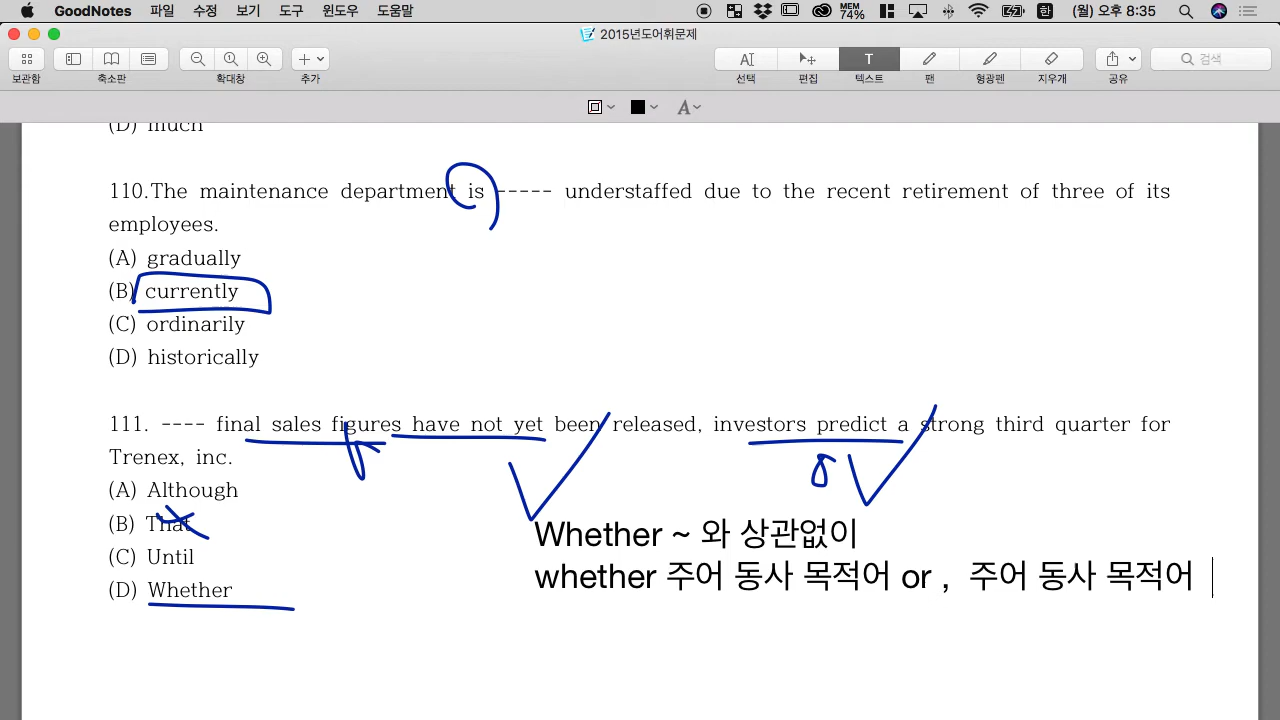 GoodNotes 파일 수정 보기 도구 윈도우 도움말 MEM 74% 한 (월) 오후 8:35
2015년도어휘문제
보관함 축소판 확대창 추가 선택 편집 T 텍스트 펜 형광펜 지우개 공유 검색
A
(D) much
110.The maintenance department is ----- understaffed due to the recent retirement of three of its
employees.
(A) gradually
(B) currently
(C) ordinarily
(D) historically
111. ---- final sales figures have not yet been released, investors predict a strong third quarter for
Trenex, inc.
(A) Although
(B) That
(C) Until
(D) Whether
Whether ~ 와 상관없이
whether 주어 동사 목적어 or , 주어 동사 목적어